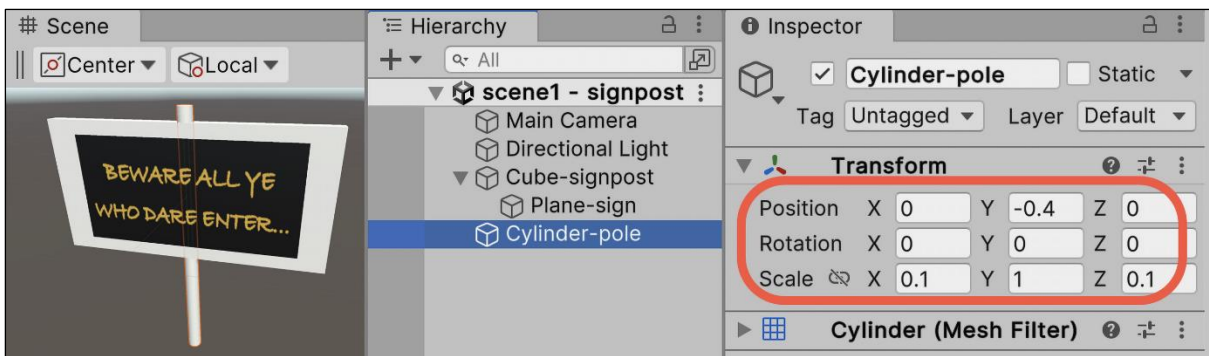 Scene
Center
Local
BEWARE ALL YE
WHO DARE ENTER...
Hierarchy
All
scene1 - signpost
Main Camera
Directional Light
Cube-signpost
Plane-sign
Cylinder-pole
Inspector
Cylinder-pole
Static
Tag Untagged Layer Default
Transform
Position X 0 Y -0.4 Z 0
Rotation X 0 Y 0 Z 0
Scale X 0.1 Y 1 Z 0.1
Cylinder (Mesh Filter)